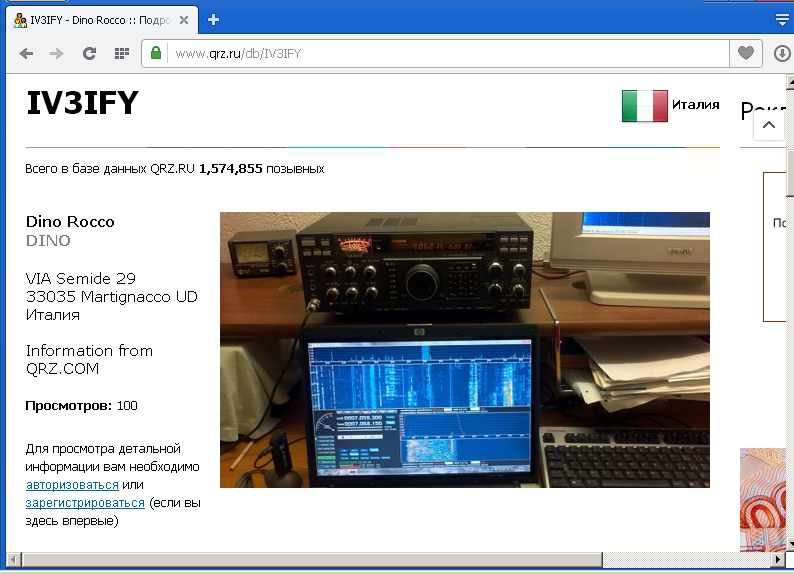 IV3IFY - Dino Rocco :: Подро
www.qrz.ru/db/IV3IFY
IV3IFY
Италия
Всего в базе данных QRZ.RU 1,574,855 позывных
Dino Rocco
DINO
VIA Semide 29
33035 Martignacco UD
Италия
Information from
QRZ.COM
Просмотров: 100
Для просмотра детальной
информации вам необходимо
авторизоваться или
зарегистрироваться (если вы
здесь впервые)
hp